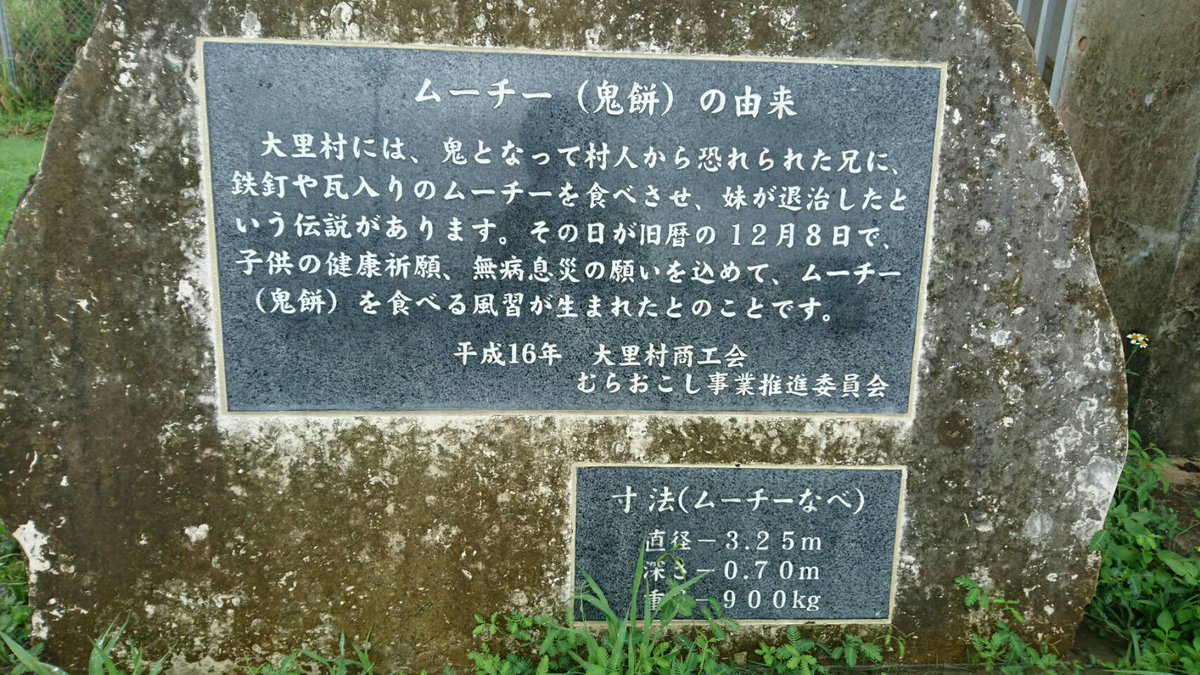 ムーチー（鬼餅）の由来
大里村には、鬼となって村人から恐れられた兄に、
鉄釘や瓦入りのムーチーを食べさせ、妹が退治したと
いう伝説があります。その日が旧暦の１２月８日で、
子供の健康祈願、無病息災の願いを込めて、ムーチー
（鬼餅）を食べる風習が生まれたとのことです。
平成16年　大里村商工会
むらおこし事業推進委員会
寸法(ムーチーなべ)
直径－３.２５m
深さ－０.７０m
重－９００kg